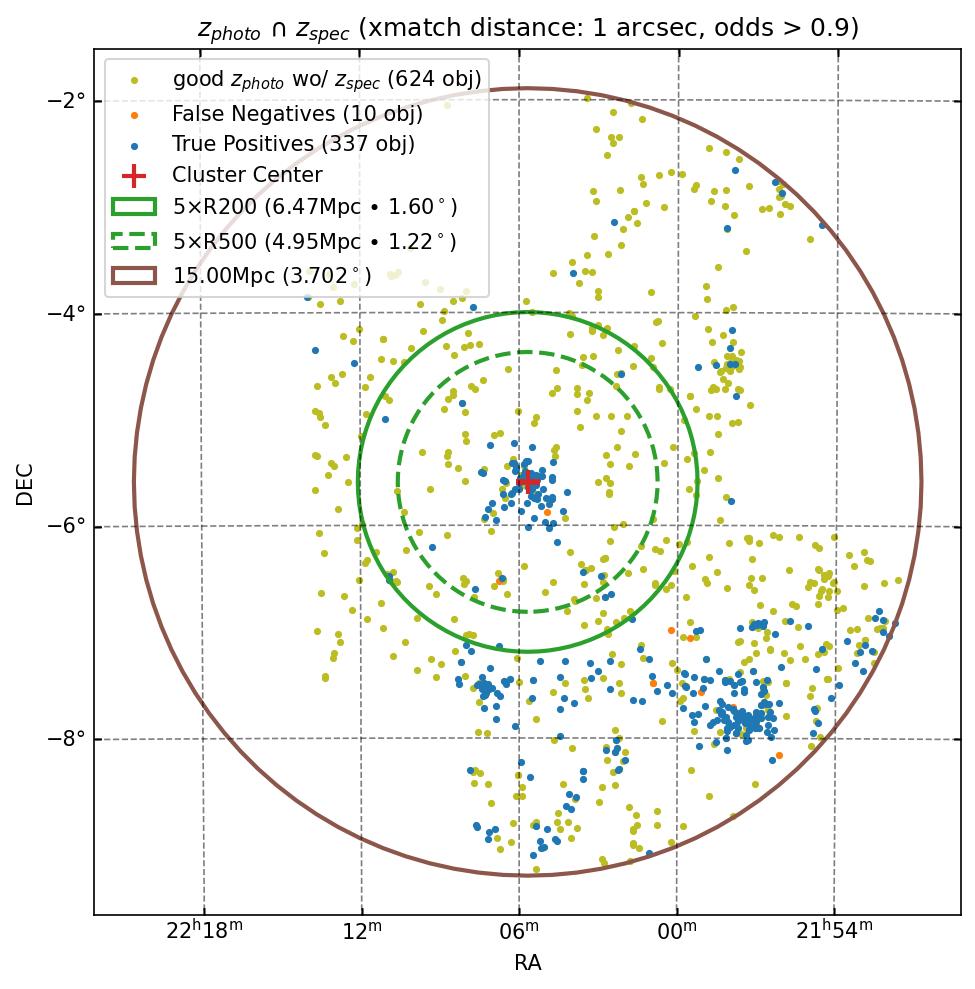 z_photo ∩ z_spec (xmatch distance: 1 arcsec, odds > 0.9)
good z_photo wo/ z_spec (624 obj)
False Negatives (10 obj)
True Positives (337 obj)
Cluster Center
5×R200 (6.47Mpc • 1.60°)
5×R500 (4.95Mpc • 1.22°)
15.00Mpc (3.702°)
−2°
−4°
−6°
−8°
DEC
22ʰ18ᵐ 12ᵐ 06ᵐ 00ᵐ 21ʰ54ᵐ
RA